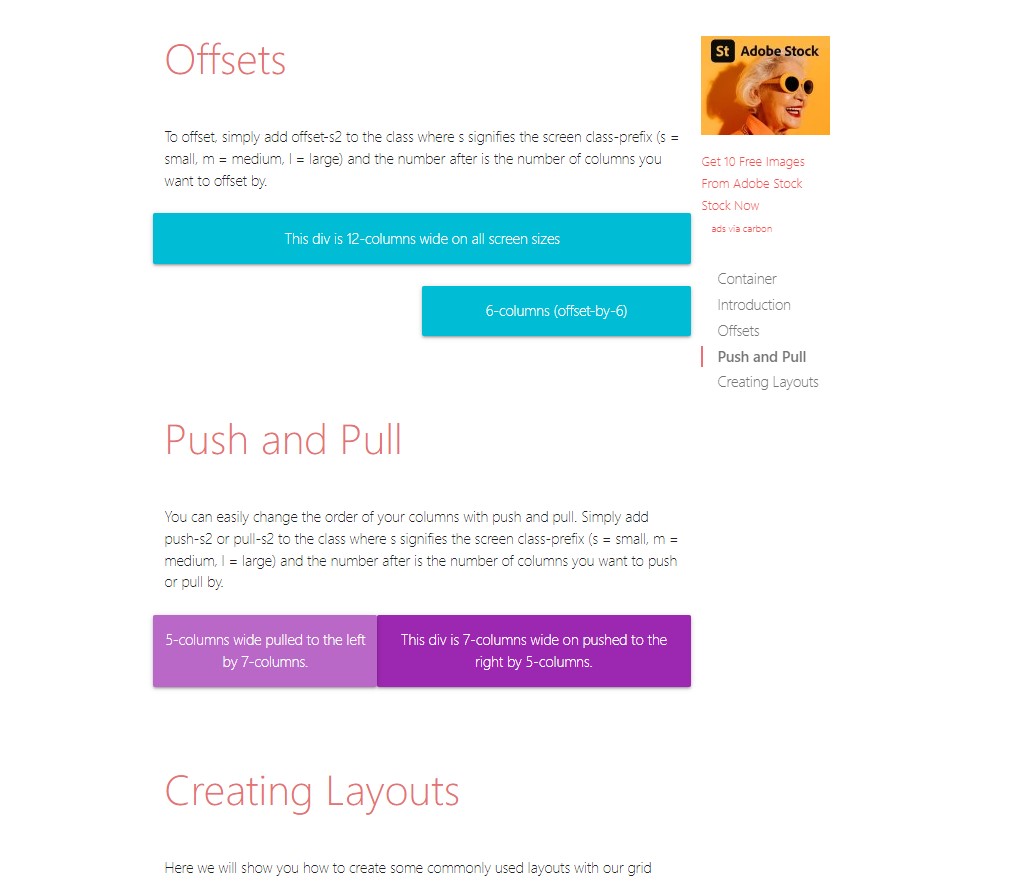 Offsets
To offset, simply add offset-s2 to the class where s signifies the screen class-prefix (s =
small, m = medium, l = large) and the number after is the number of columns you
want to offset by.
This div is 12-columns wide on all screen sizes
6-columns (offset-by-6)
Push and Pull
You can easily change the order of your columns with push and pull. Simply add
push-s2 or pull-s2 to the class where s signifies the screen class-prefix (s = small, m =
medium, l = large) and the number after is the number of columns you want to push
or pull by.
5-columns wide pulled to the left
by 7-columns.
This div is 7-columns wide on pushed to the
right by 5-columns.
Creating Layouts
Here we will show you how to create some commonly used layouts with our grid
St Adobe Stock
Get 10 Free Images
From Adobe Stock
Stock Now
ads via carbon
Container
Introduction
Offsets
Push and Pull
Creating Layouts